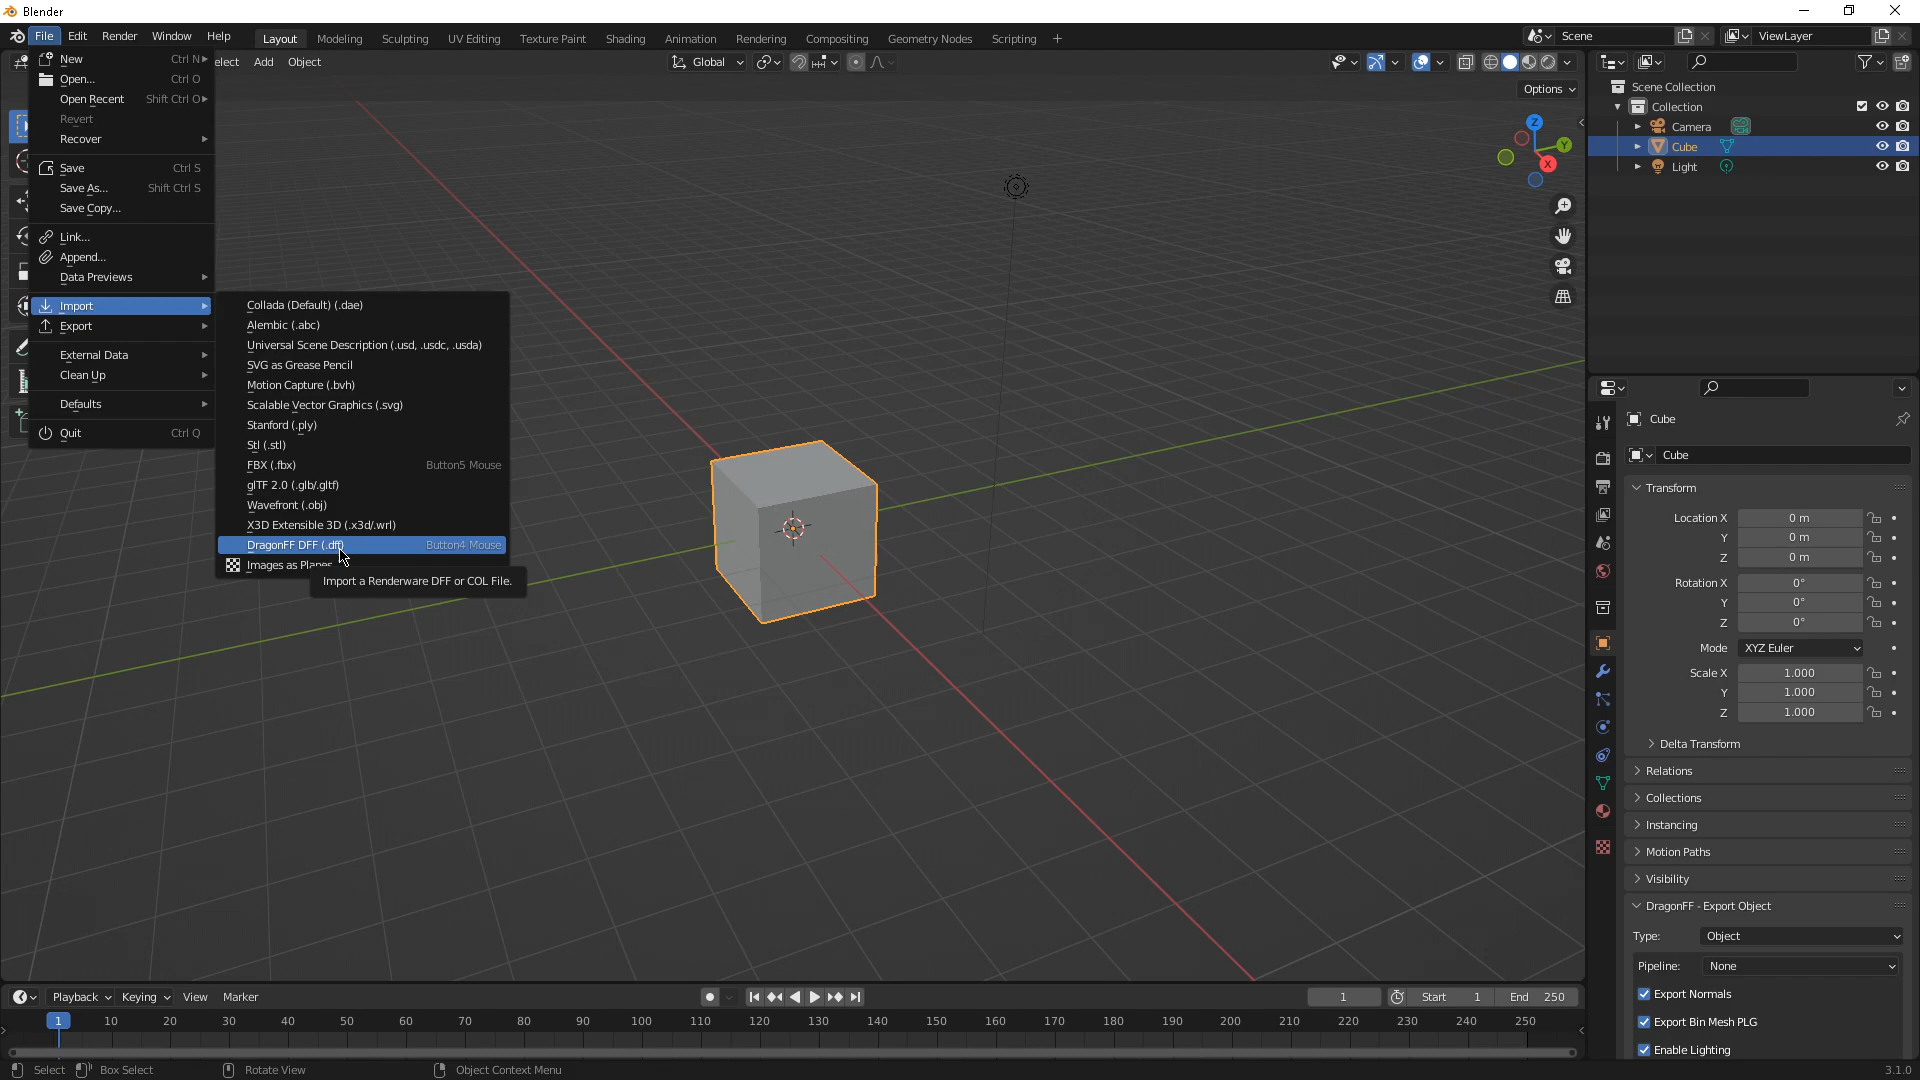 Blender
File Edit Render Window Help Layout Modeling Sculpting UV Editing Texture Paint Shading Animation Rendering Compositing Geometry Nodes Scripting + Scene ViewLayer
elect Add Object Global
Options
New Ctrl N
Open... Ctrl O
Open Recent Shift Ctrl O
Revert
Recover
Save Ctrl S
Save As... Shift Ctrl S
Save Copy...
Link...
Append...
Data Previews
Import
Export
External Data
Clean Up
Defaults
Quit Ctrl Q
Collada (Default) (.dae)
Alembic (.abc)
Universal Scene Description (.usd, .usdc, .usda)
SVG as Grease Pencil
Motion Capture (.bvh)
Scalable Vector Graphics (.svg)
Stanford (.ply)
Stl (.stl)
FBX (.fbx) Button5 Mouse
glTF 2.0 (.glb/.gltf)
Wavefront (.obj)
X3D Extensible 3D (.x3d/.wrl)
DragonFF DFF (.dff) Button4 Mouse
Images as Planes
Import a Renderware DFF or COL File.
Z
Y
X
Scene Collection
Collection
Camera
Cube
Light
Cube
Cube
Transform
Location X 0 m
Y 0 m
Z 0 m
Rotation X 0°
Y 0°
Z 0°
Mode XYZ Euler
Scale X 1.000
Y 1.000
Z 1.000
Delta Transform
Relations
Collections
Instancing
Motion Paths
Visibility
DragonFF - Export Object
Type: Object
Pipeline: None
Export Normals
Export Bin Mesh PLG
Enable Lighting
Playback Keying View Marker 1 Start 1 End 250
1 10 20 30 40 50 60 70 80 90 100 110 120 130 140 150 160 170 180 190 200 210 220 230 240 250
Select Box Select Rotate View Object Context Menu 3.1.0